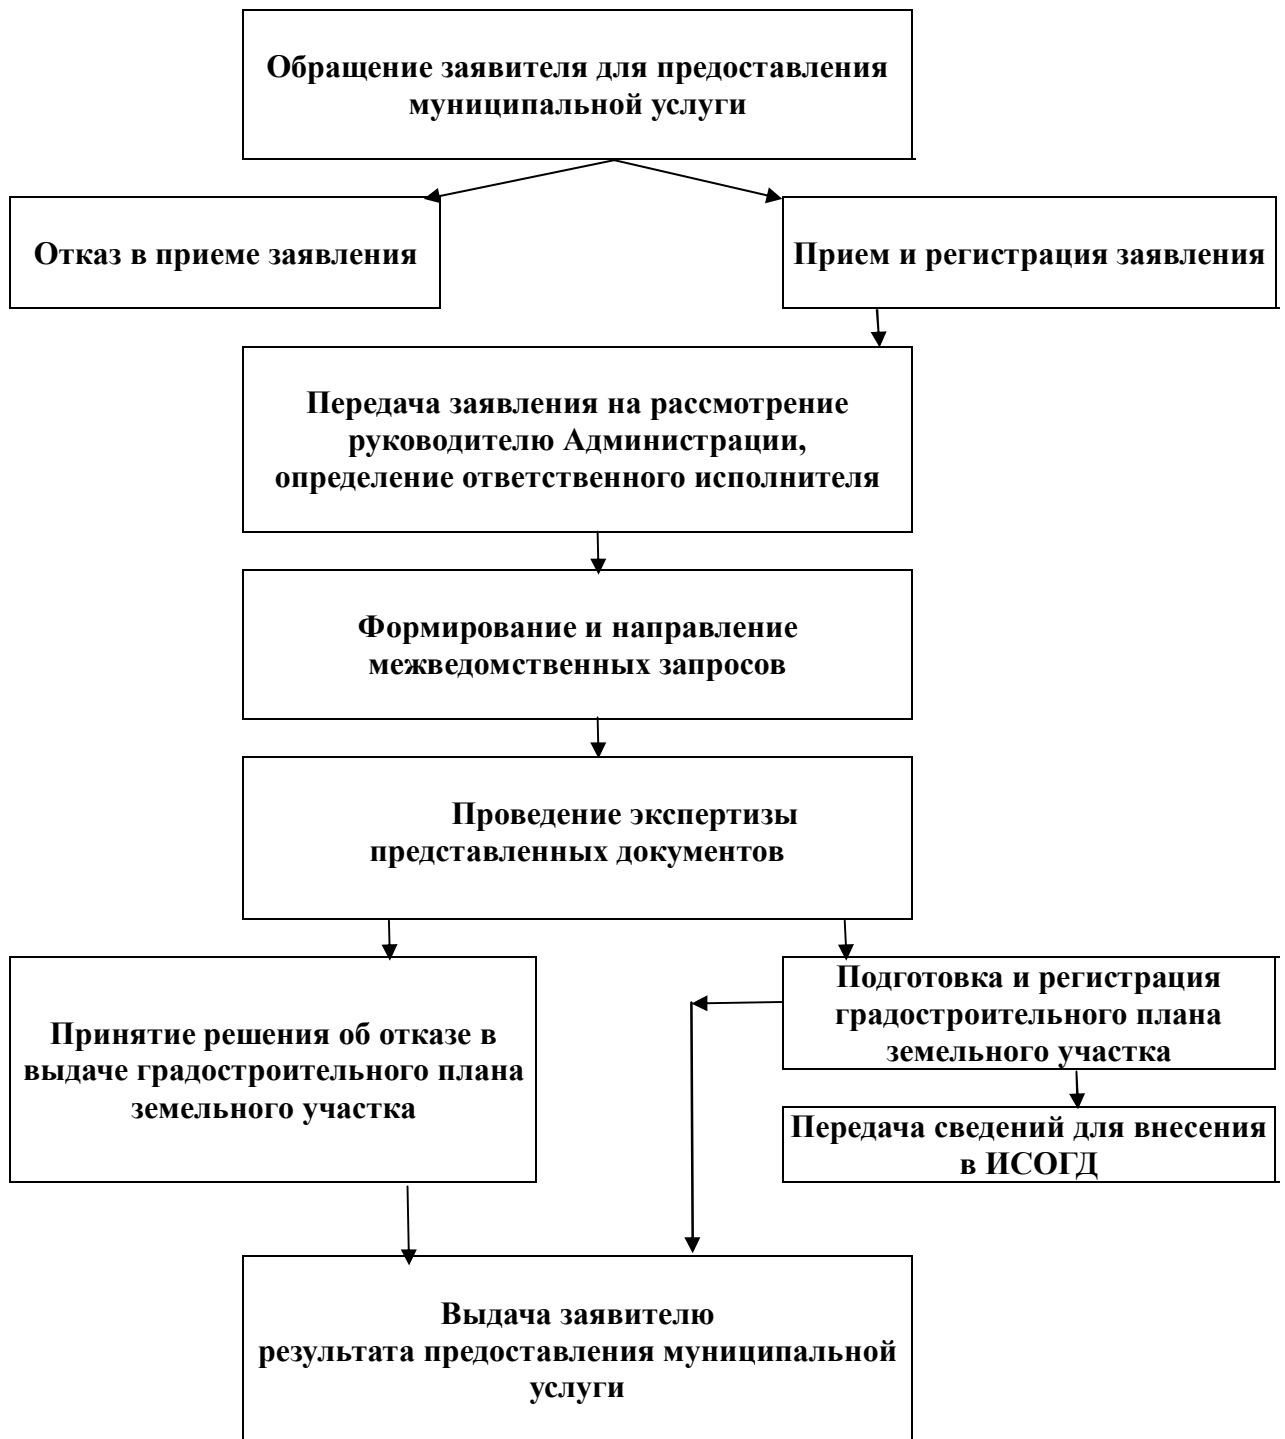 Обращение заявителя для предоставления
муниципальной услуги
Отказ в приеме заявления
Прием и регистрация заявления
Передача заявления на рассмотрение
руководителю Администрации,
определение ответственного исполнителя
Формирование и направление
межведомственных запросов
Проведение экспертизы
представленных документов
Принятие решения об отказе в
выдаче градостроительного плана
земельного участка
Подготовка и регистрация
градостроительного плана
земельного участка
Передача сведений для внесения
в ИСОГД
Выдача заявителю
результата предоставления муниципальной
услуги